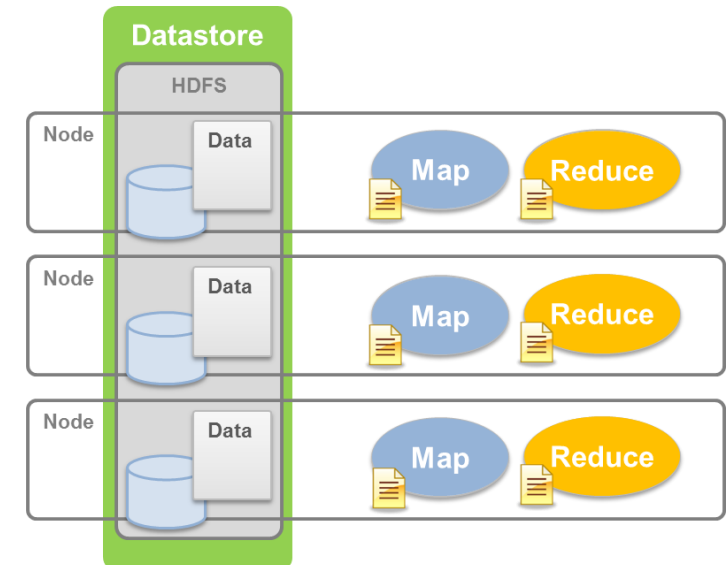 Datastore
HDFS
Node
Data
Map
Reduce
Node
Data
Map
Reduce
Node
Data
Map
Reduce